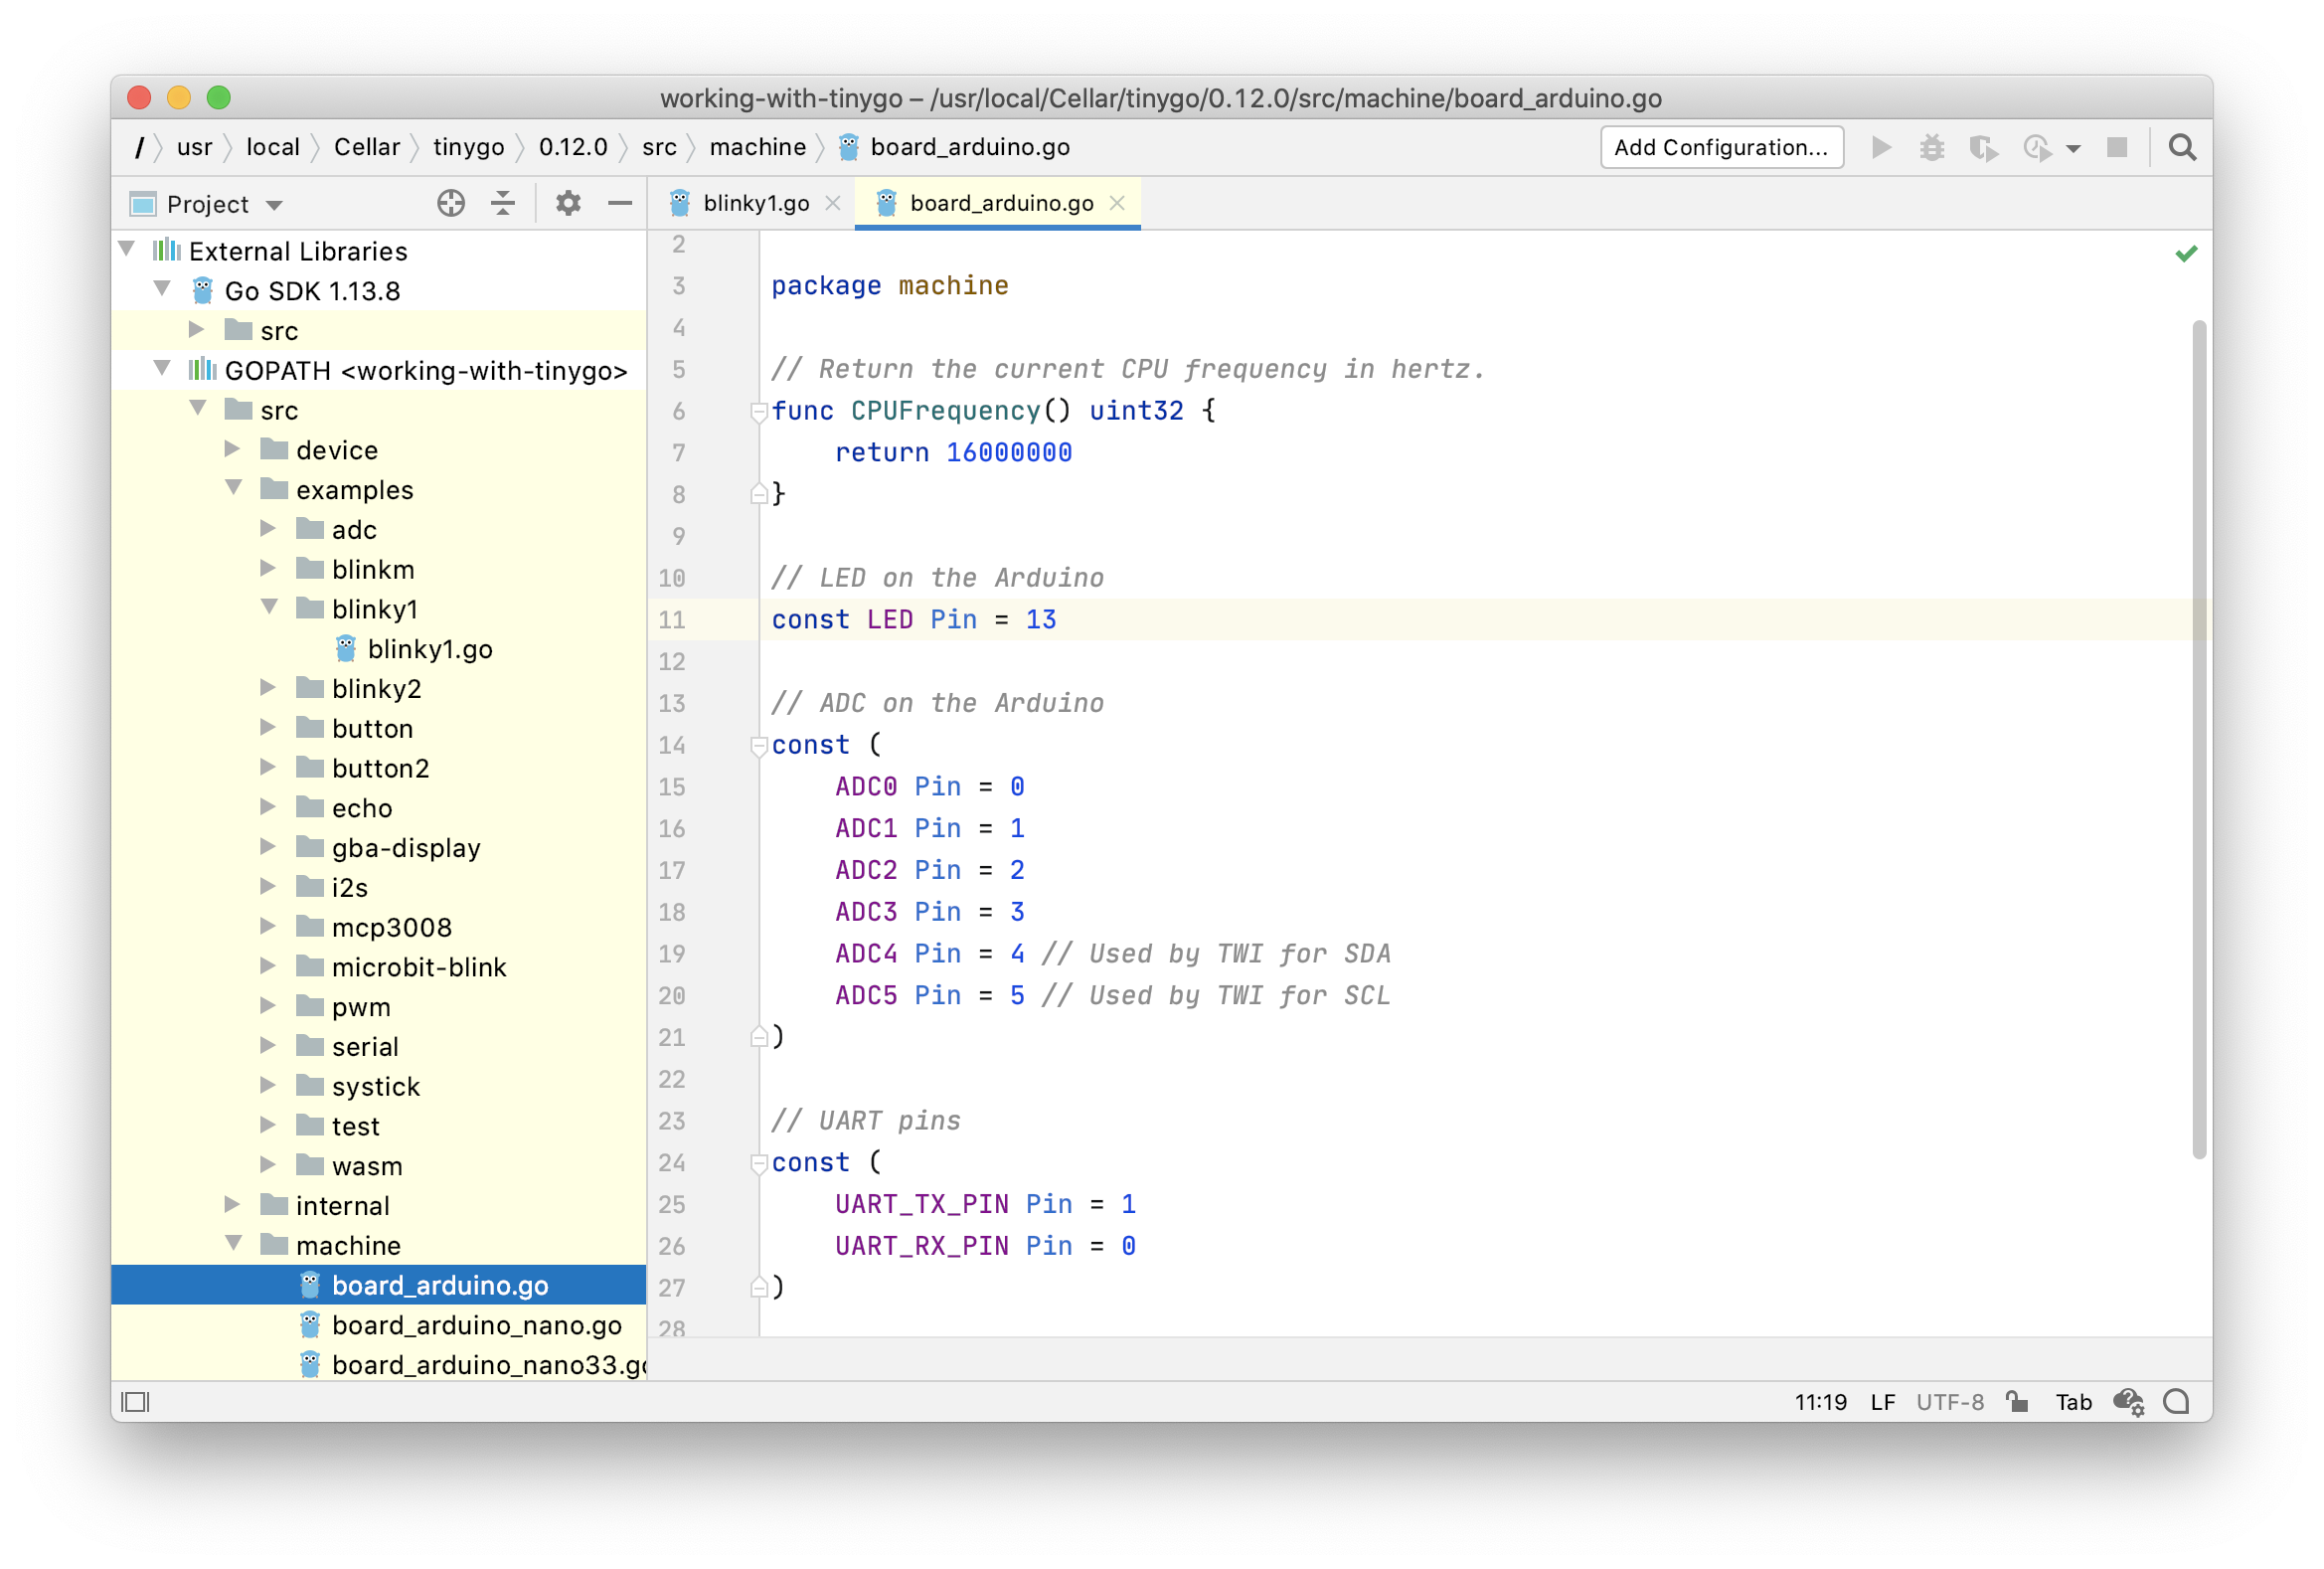 working-with-tinygo – /usr/local/Cellar/tinygo/0.12.0/src/machine/board_arduino.go
/ usr local Cellar tinygo 0.12.0 src machine board_arduino.go
Add Configuration...
Project
blinky1.go
board_arduino.go
External Libraries
Go SDK 1.13.8
src
GOPATH <working-with-tinygo>
src
device
examples
adc
blinkm
blinky1
blinky1.go
blinky2
button
button2
echo
gba-display
i2s
mcp3008
microbit-blink
pwm
serial
systick
test
wasm
internal
machine
board_arduino.go
board_arduino_nano.go
board_arduino_nano33.go
2
3 package machine
4
5 // Return the current CPU frequency in hertz.
6 func CPUFrequency() uint32 {
7     return 16000000
8 }
9
10 // LED on the Arduino
11 const LED Pin = 13
12
13 // ADC on the Arduino
14 const (
15     ADC0 Pin = 0
16     ADC1 Pin = 1
17     ADC2 Pin = 2
18     ADC3 Pin = 3
19     ADC4 Pin = 4 // Used by TWI for SDA
20     ADC5 Pin = 5 // Used by TWI for SCL
21 )
22
23 // UART pins
24 const (
25     UART_TX_PIN Pin = 1
26     UART_RX_PIN Pin = 0
27 )
28
11:19 LF UTF-8 Tab